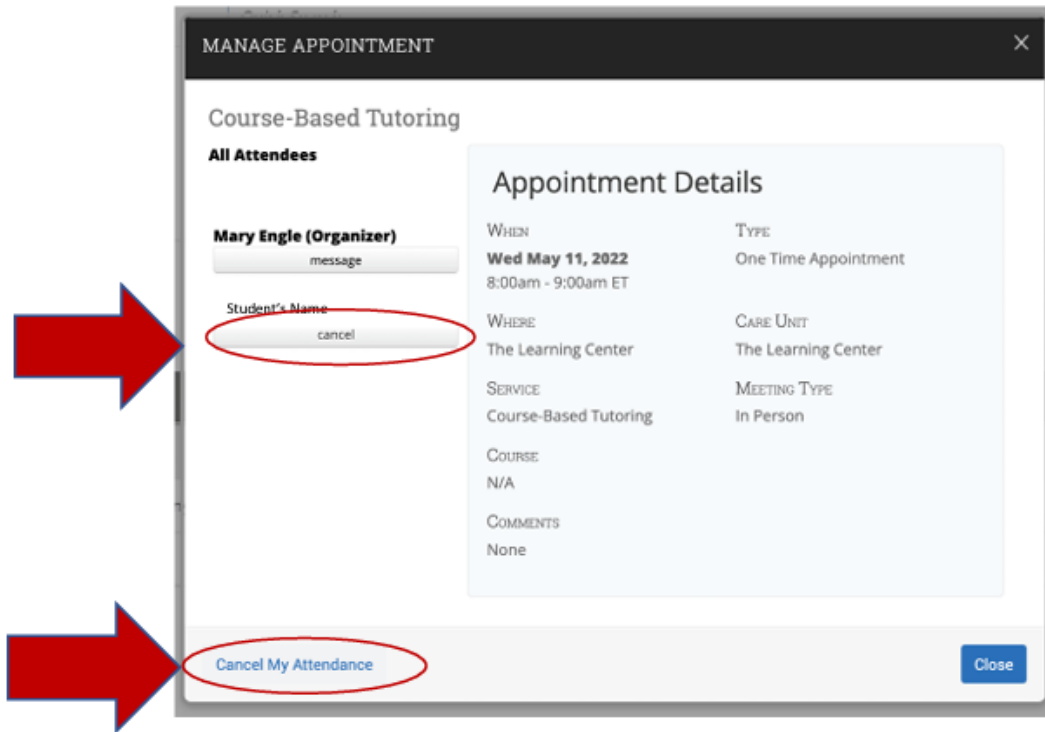 MANAGE APPOINTMENT
Course-Based Tutoring
All Attendees
Mary Engle (Organizer)
message
Student's Name
cancel
Appointment Details
WHEN
Wed May 11, 2022
8:00am - 9:00am ET
TYPE
One Time Appointment
WHERE
The Learning Center
CARE UNIT
The Learning Center
SERVICE
Course-Based Tutoring
MEETING TYPE
In Person
COURSE
N/A
COMMENTS
None
Cancel My Attendance
Close